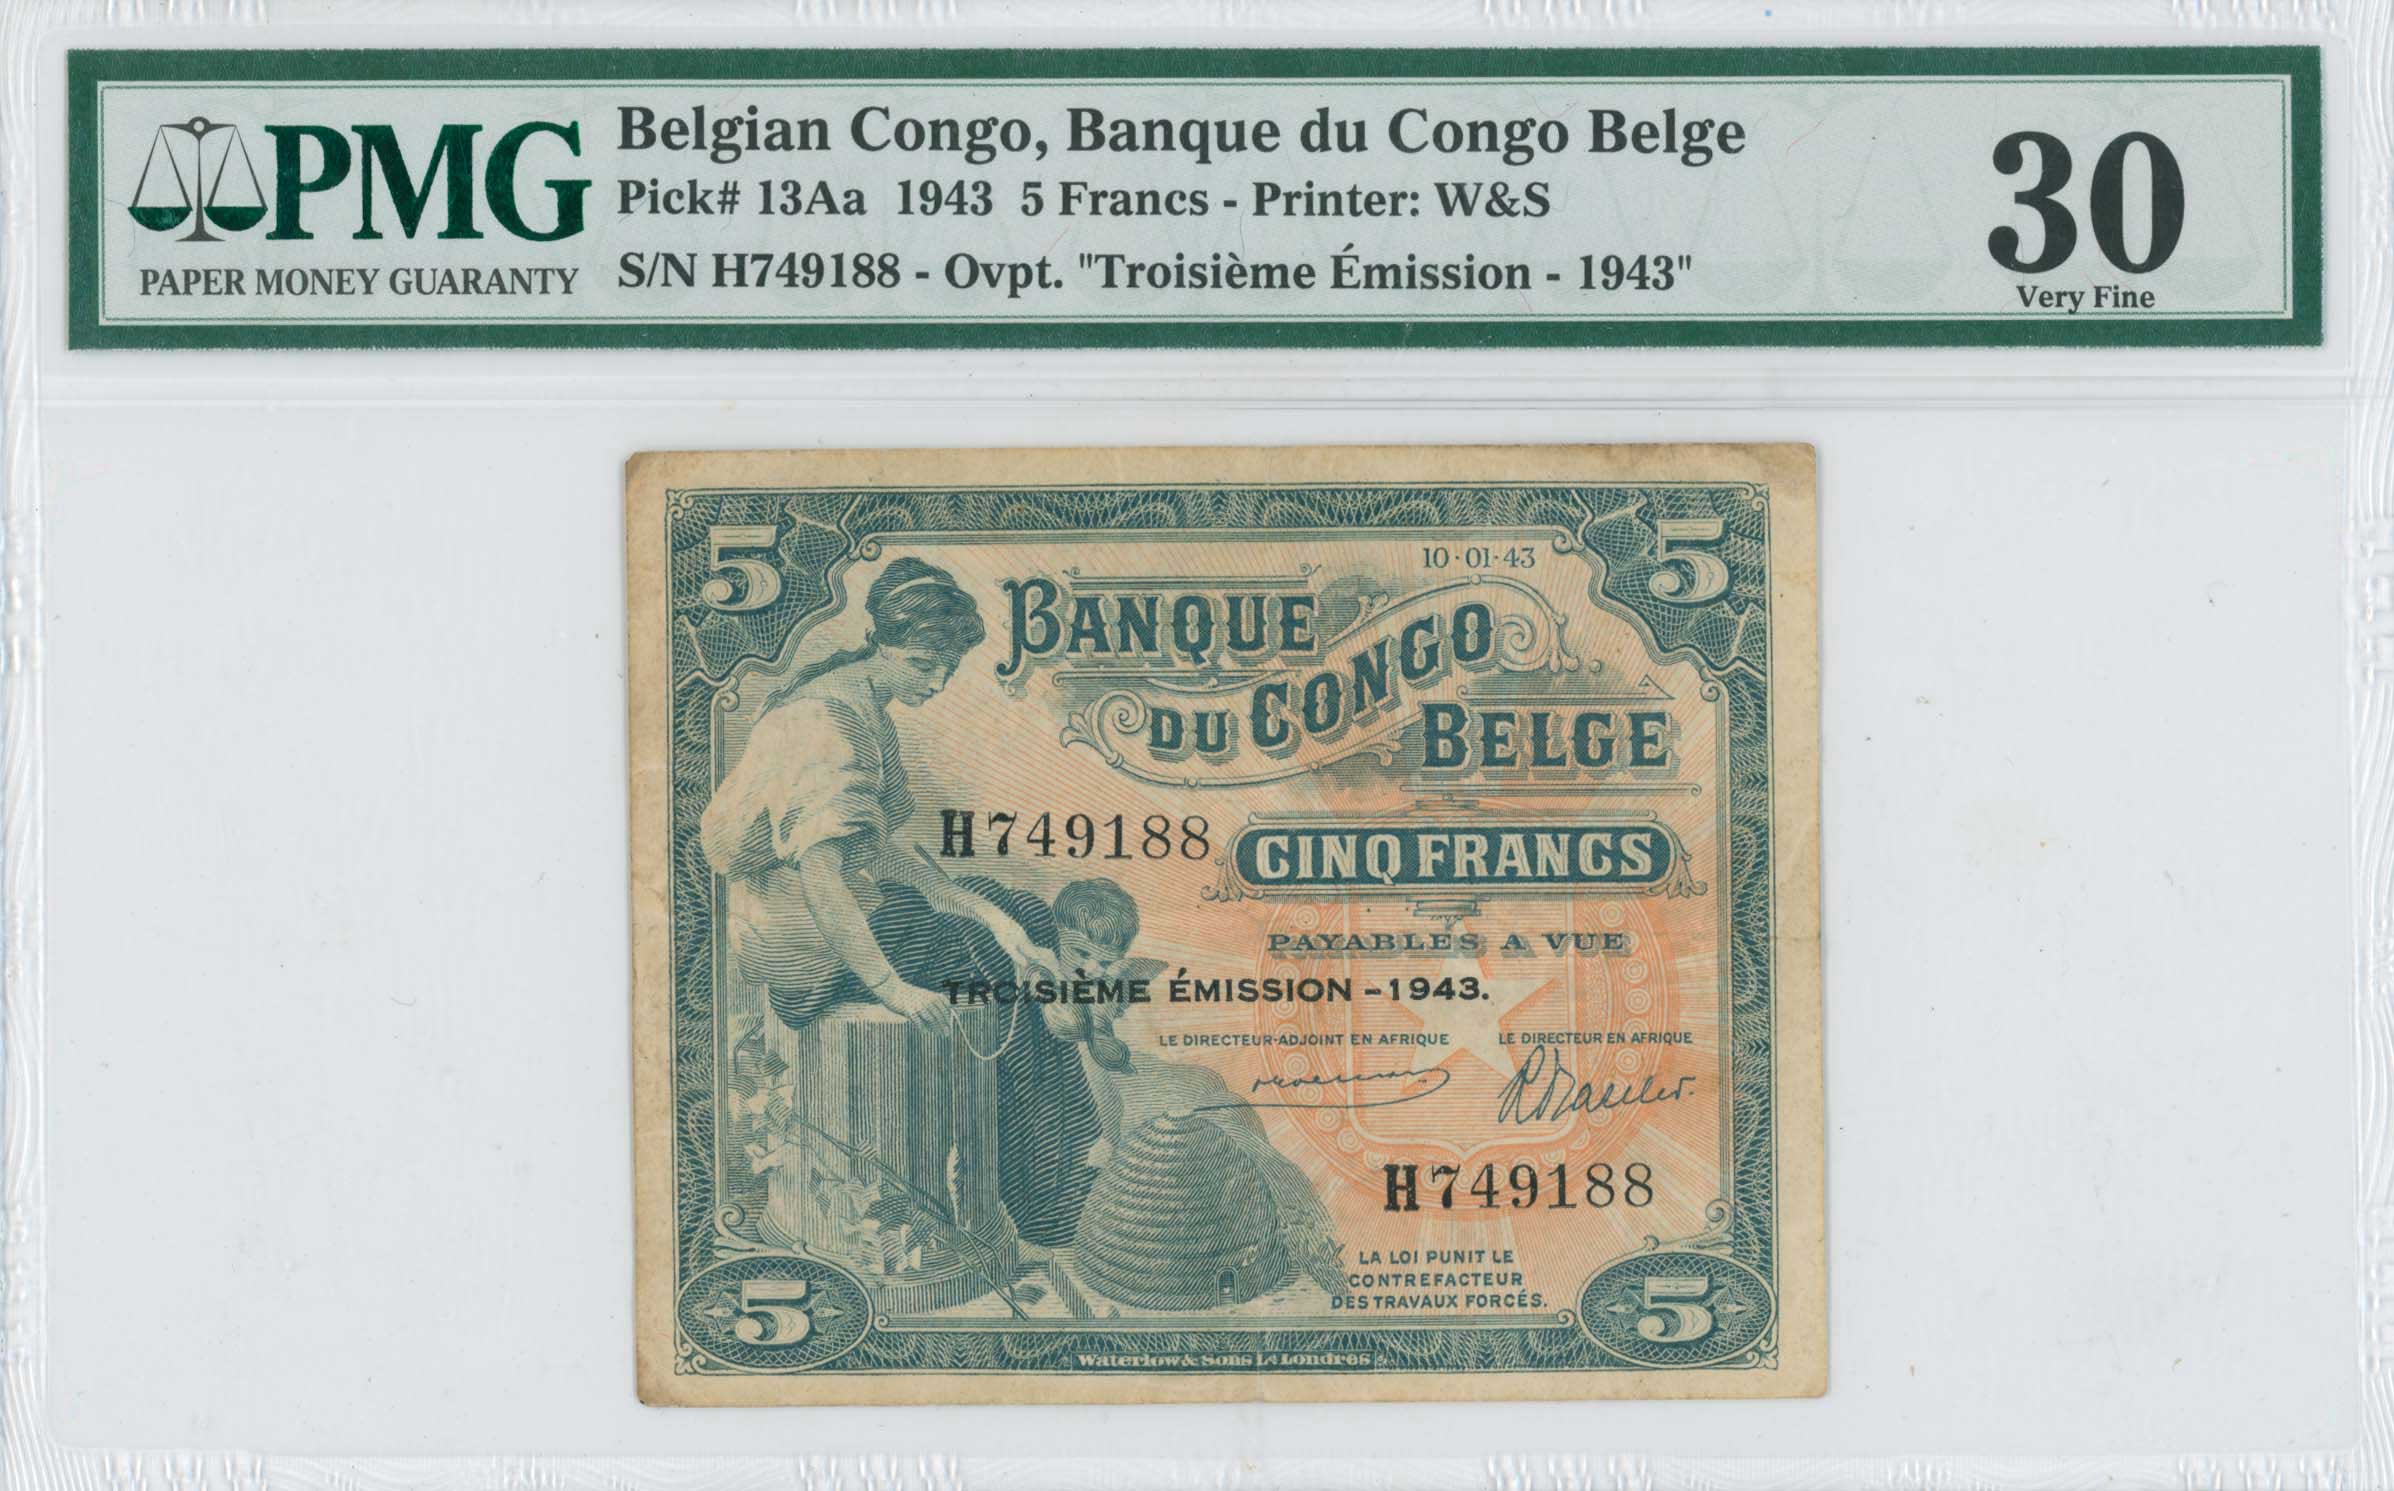 PMG
PAPER MONEY GUARANTY
Belgian Congo, Banque du Congo Belge
Pick# 13Aa 1943 5 Francs - Printer: W&S
S/N H749188 - Ovpt. "Troisième Émission - 1943"
30
Very Fine
5
5
10·01·43
BANQUE
DU CONGO
BELGE
H749188
CINQ FRANCS
PAYABLES A VUE
TROISIÈME ÉMISSION - 1943.
LE DIRECTEUR-ADJOINT EN AFRIQUE
LE DIRECTEUR EN AFRIQUE
H749188
LA LOI PUNIT LE
CONTREFACTEUR
DES TRAVAUX FORCÉS.
5
5
Waterlow & Sons Ld Londres